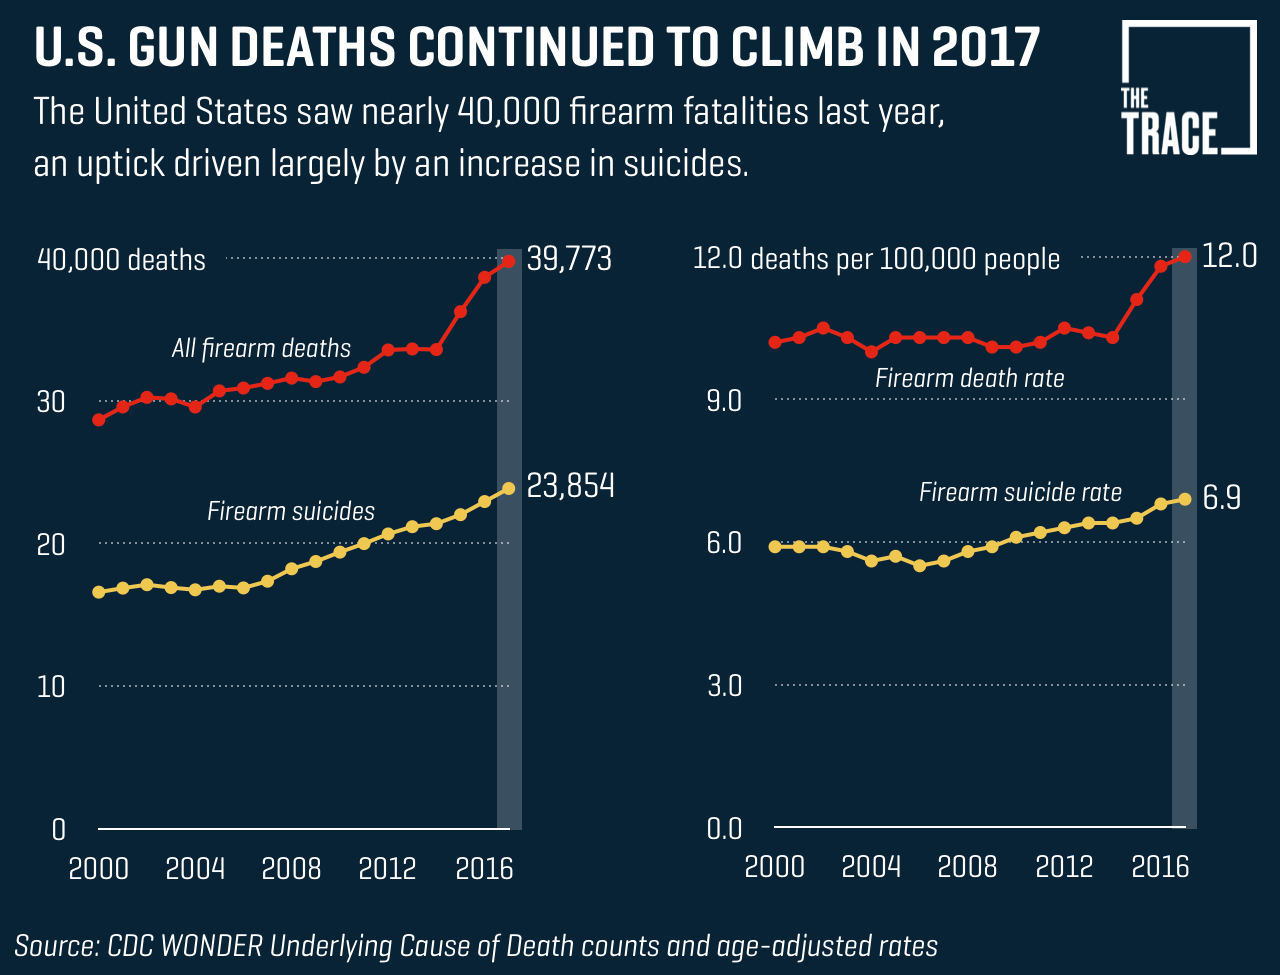 U.S. GUN DEATHS CONTINUED TO CLIMB IN 2017
The United States saw nearly 40,000 firearm fatalities last year,
an uptick driven largely by an increase in suicides.
THE
TRACE
40,000 deaths
39,773
All firearm deaths
30
23,854
Firearm suicides
20
10
0
2000 2004 2008 2012 2016
12.0 deaths per 100,000 people
12.0
Firearm death rate
9.0
Firearm suicide rate
6.9
6.0
3.0
0.0
2000 2004 2008 2012 2016
Source: CDC WONDER Underlying Cause of Death counts and age-adjusted rates